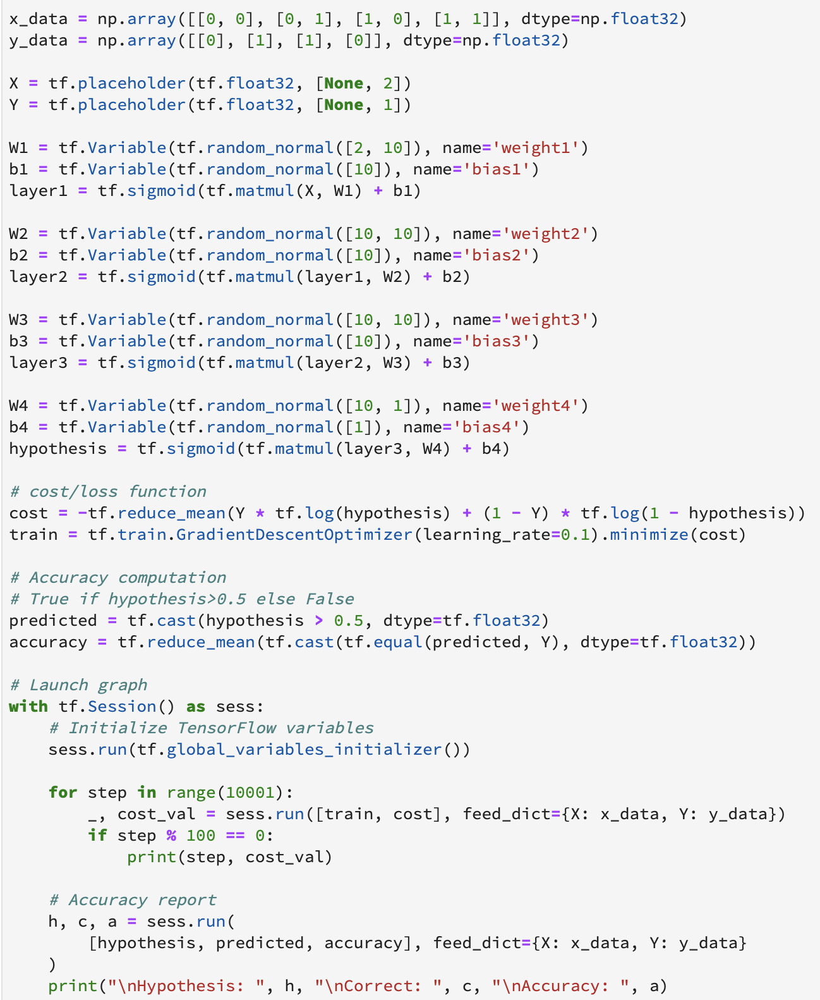 x_data = np.array([[0, 0], [0, 1], [1, 0], [1, 1]], dtype=np.float32)
y_data = np.array([[0], [1], [1], [0]], dtype=np.float32)

X = tf.placeholder(tf.float32, [None, 2])
Y = tf.placeholder(tf.float32, [None, 1])

W1 = tf.Variable(tf.random_normal([2, 10]), name='weight1')
b1 = tf.Variable(tf.random_normal([10]), name='bias1')
layer1 = tf.sigmoid(tf.matmul(X, W1) + b1)

W2 = tf.Variable(tf.random_normal([10, 10]), name='weight2')
b2 = tf.Variable(tf.random_normal([10]), name='bias2')
layer2 = tf.sigmoid(tf.matmul(layer1, W2) + b2)

W3 = tf.Variable(tf.random_normal([10, 10]), name='weight3')
b3 = tf.Variable(tf.random_normal([10]), name='bias3')
layer3 = tf.sigmoid(tf.matmul(layer2, W3) + b3)

W4 = tf.Variable(tf.random_normal([10, 1]), name='weight4')
b4 = tf.Variable(tf.random_normal([1]), name='bias4')
hypothesis = tf.sigmoid(tf.matmul(layer3, W4) + b4)

# cost/loss function
cost = -tf.reduce_mean(Y * tf.log(hypothesis) + (1 - Y) * tf.log(1 - hypothesis))
train = tf.train.GradientDescentOptimizer(learning_rate=0.1).minimize(cost)

# Accuracy computation
# True if hypothesis>0.5 else False
predicted = tf.cast(hypothesis > 0.5, dtype=tf.float32)
accuracy = tf.reduce_mean(tf.cast(tf.equal(predicted, Y), dtype=tf.float32))

# Launch graph
with tf.Session() as sess:
    # Initialize TensorFlow variables
    sess.run(tf.global_variables_initializer())

    for step in range(10001):
        _, cost_val = sess.run([train, cost], feed_dict={X: x_data, Y: y_data})
        if step % 100 == 0:
            print(step, cost_val)

    # Accuracy report
    h, c, a = sess.run(
        [hypothesis, predicted, accuracy], feed_dict={X: x_data, Y: y_data}
    )
    print("\nHypothesis: ", h, "\nCorrect: ", c, "\nAccuracy: ", a)